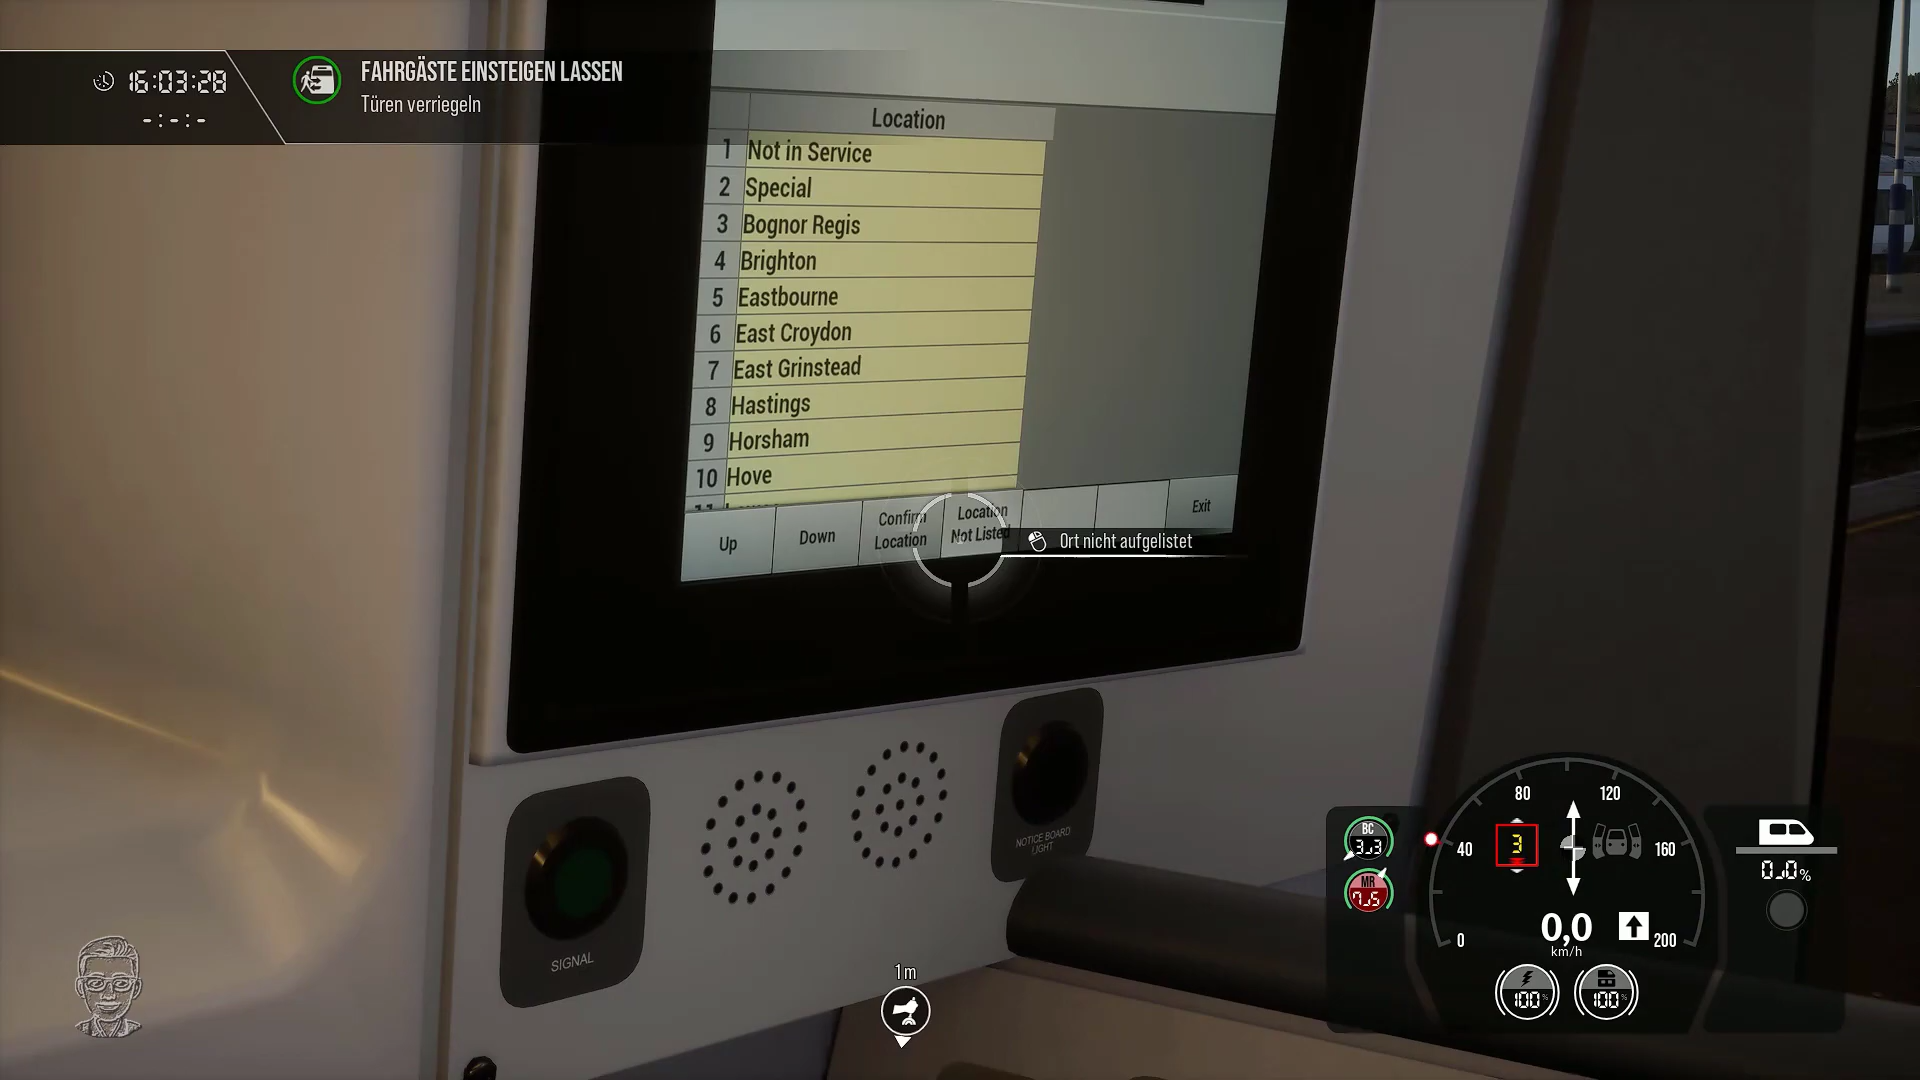 16:03:28
-:-:-
FAHRGÄSTE EINSTEIGEN LASSEN
Türen verriegeln
Location
1 Not in Service
2 Special
3 Bognor Regis
4 Brighton
5 Eastbourne
6 East Croydon
7 East Grinstead
8 Hastings
9 Horsham
10 Hove
Up
Down
Confirm
Location
Location
Not Listed
Exit
Ort nicht aufgelistet
SIGNAL
NOTICE BOARD
LIGHT
1m
BC
3.3
MR
7.5
0
40
80
120
160
200
3
0,0
km/h
100%
100%
0.0%